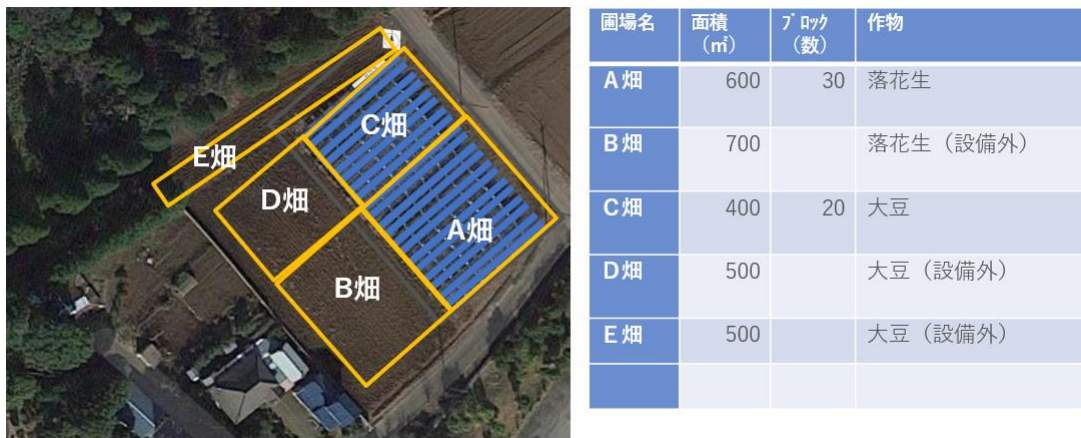 E畑
C畑
D畑
A畑
B畑
圃場名 面積(㎡) ブロック(数) 作物
A畑 600 30 落花生
B畑 700 落花生（設備外）
C畑 400 20 大豆
D畑 500 大豆（設備外）
E畑 500 大豆（設備外）